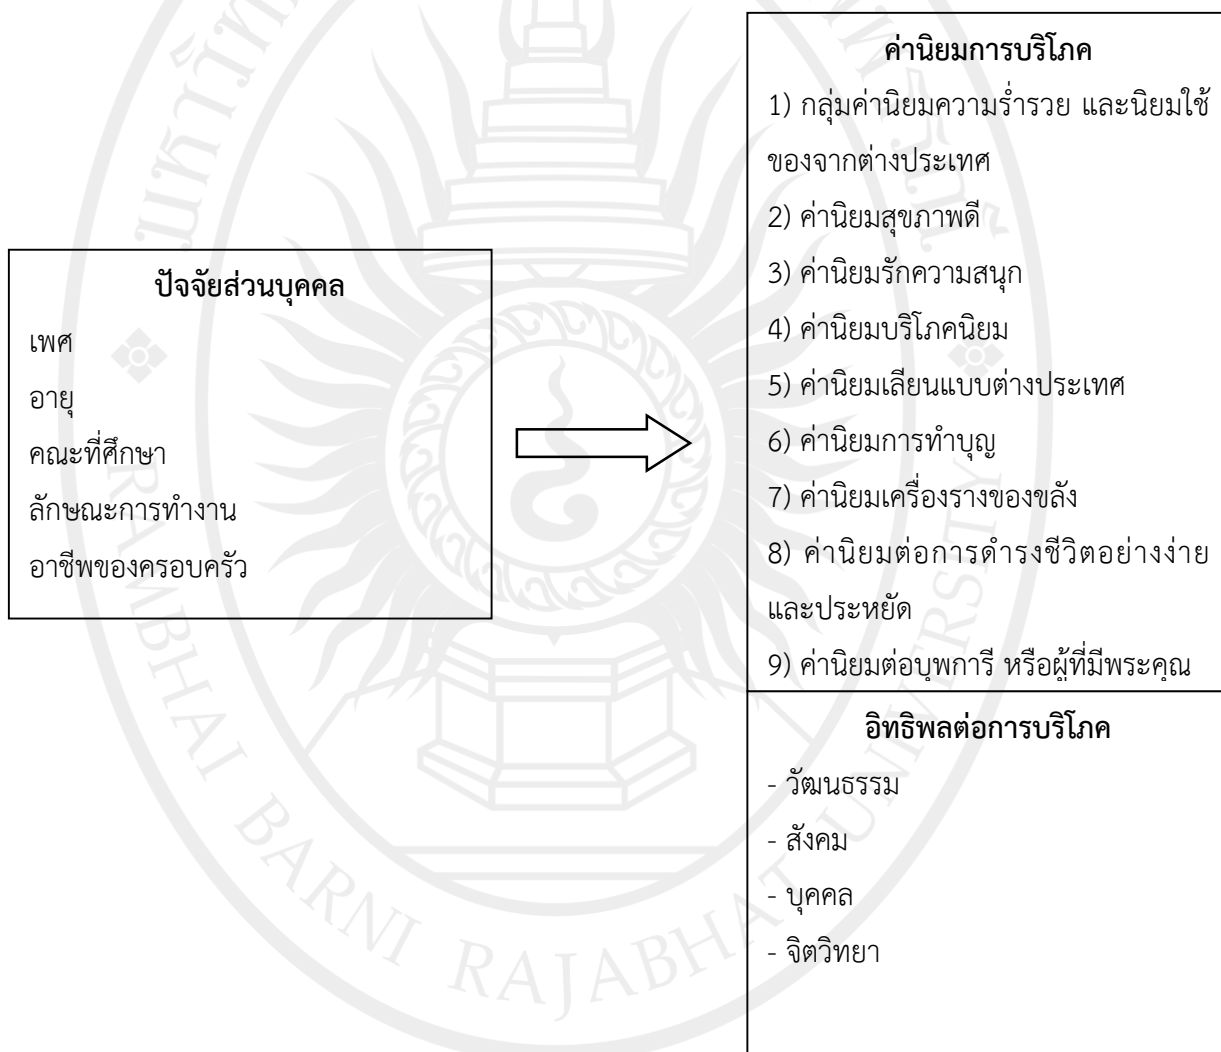 ค่านิยมการบริโภค
1) กลุ่มค่านิยมความร่ำรวย และนิยมใช้
ของจากต่างประเทศ
2) ค่านิยมสุขภาพดี
3) ค่านิยมรักความสนุก
4) ค่านิยมบริโภคนิยม
5) ค่านิยมเลียนแบบต่างประเทศ
6) ค่านิยมการทำบุญ
7) ค่านิยมเครื่องรางของขลัง
8) ค่านิยมต่อการดำรงชีวิตอย่างง่าย
และประหยัด
9) ค่านิยมต่อบุพการี หรือผู้ที่มีพระคุณ
ปัจจัยส่วนบุคคล
เพศ
อายุ
คณะที่ศึกษา
ลักษณะการทำงาน
อาชีพของครอบครัว
อิทธิพลต่อการบริโภค
- วัฒนธรรม
- สังคม
- บุคคล
- จิตวิทยา
RAMBHAI BARNI RAJABHAT UNIVERSITY